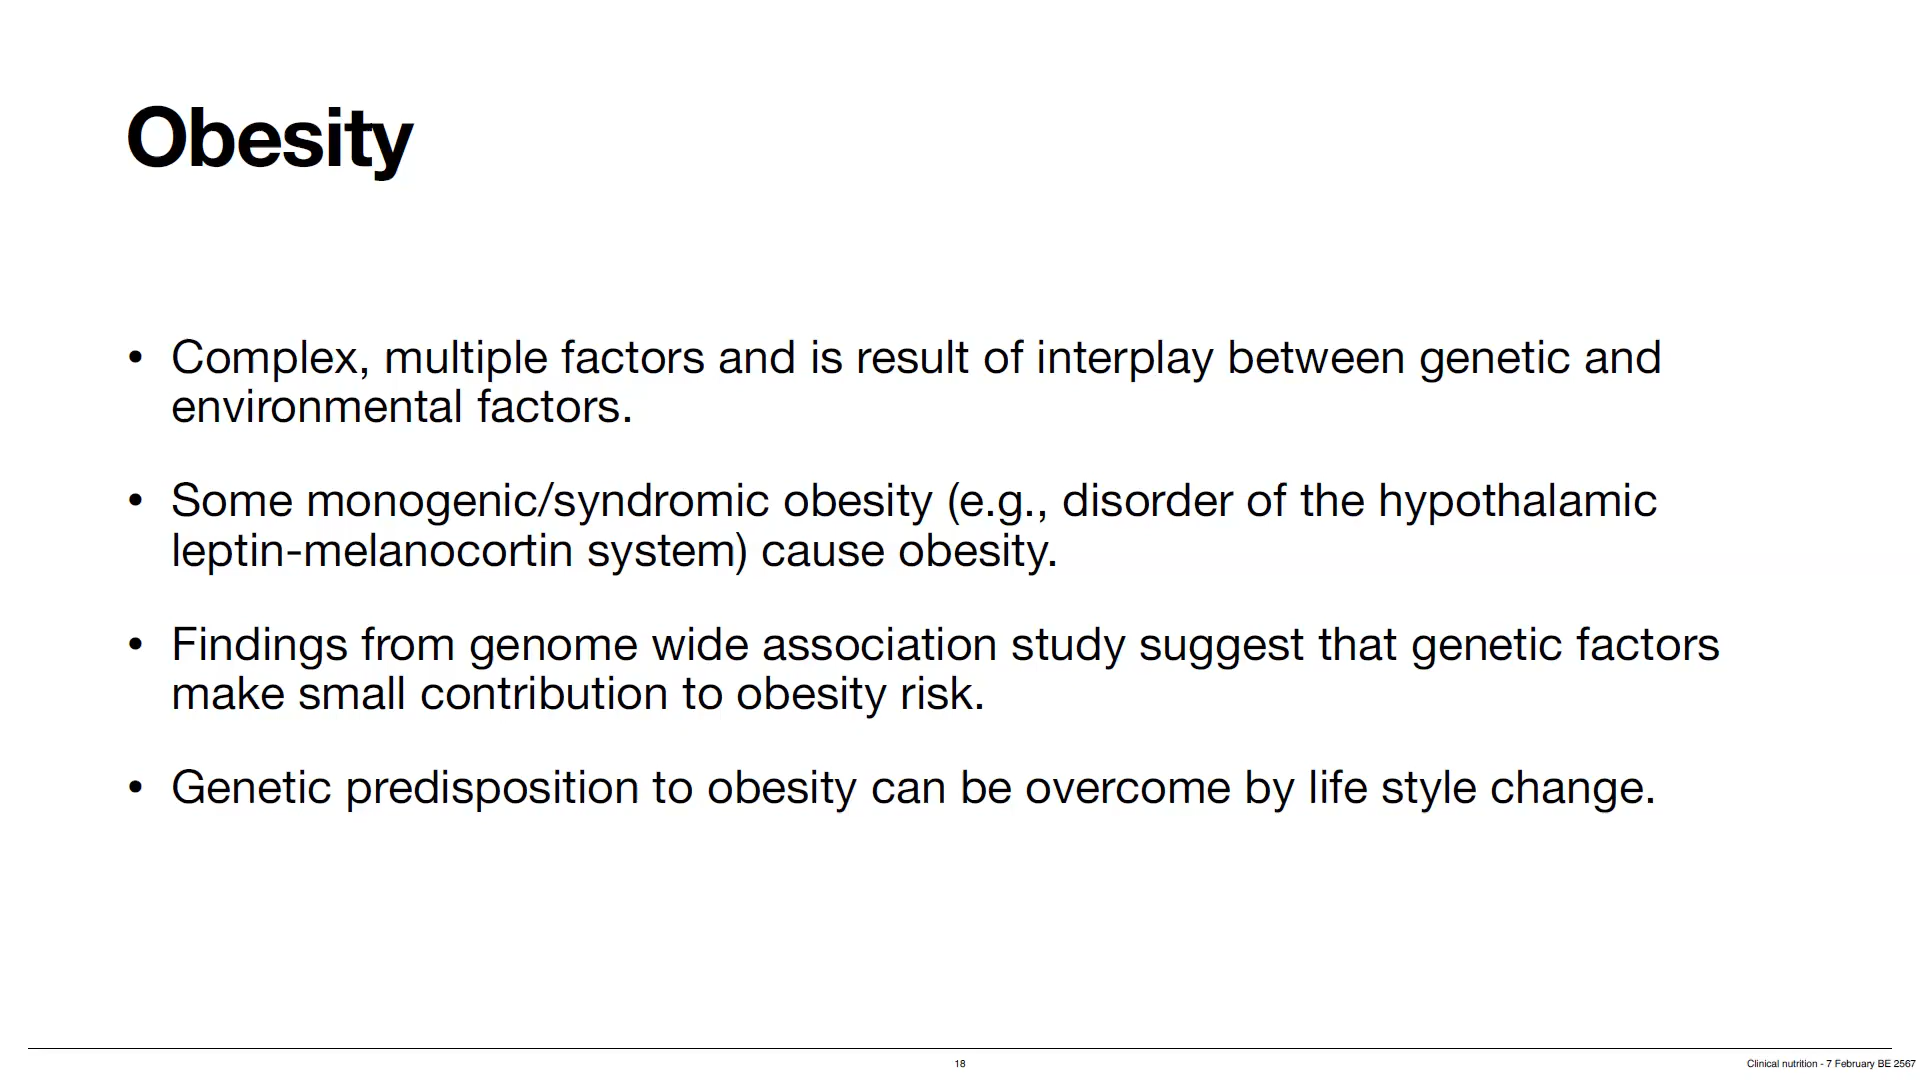 Obesity
• Complex, multiple factors and is result of interplay between genetic and
environmental factors.
• Some monogenic/syndromic obesity (e.g., disorder of the hypothalamic
leptin-melanocortin system) cause obesity.
• Findings from genome wide association study suggest that genetic factors
make small contribution to obesity risk.
• Genetic predisposition to obesity can be overcome by life style change.
18
Clinical nutrition - 7 February BE 2567